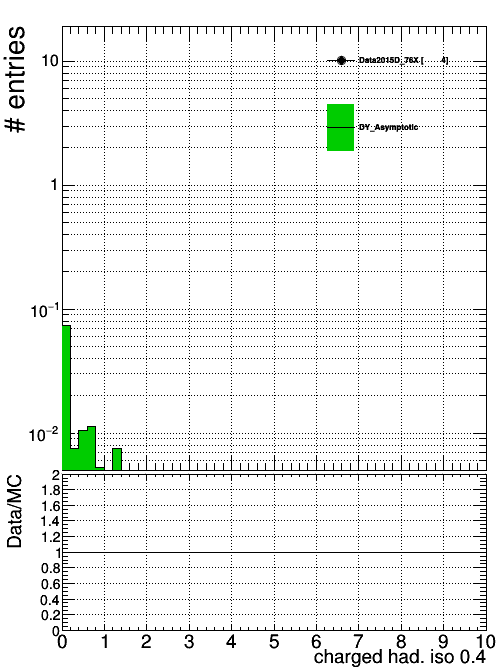 # entries
10
Data2015D_76X [ 4]
DY_Asymptotic
1
10⁻¹
10⁻²
Data/MC
2
1.8
1.6
1.4
1.2
1
0.8
0.6
0.4
0.2
0
0 1 2 3 4 5 6 7 8 9 10
charged had. iso 0.4